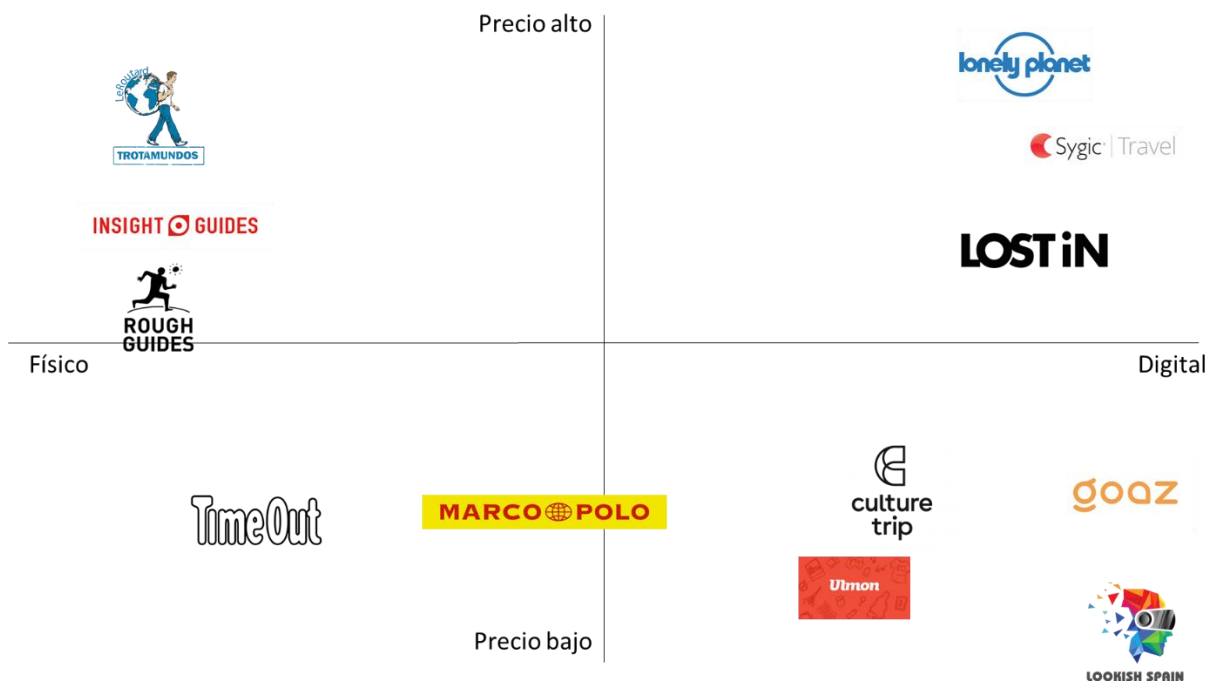 Precio alto
lonely planet
LeRoutard
TROTAMUNDOS
Sygic | Travel
INSIGHT GUIDES
LOST iN
ROUGH
GUIDES
Físico
Digital
culture
trip
goaz
TimeOut
MARCO POLO
Ulmon
Precio bajo
LOOKISH SPAIN